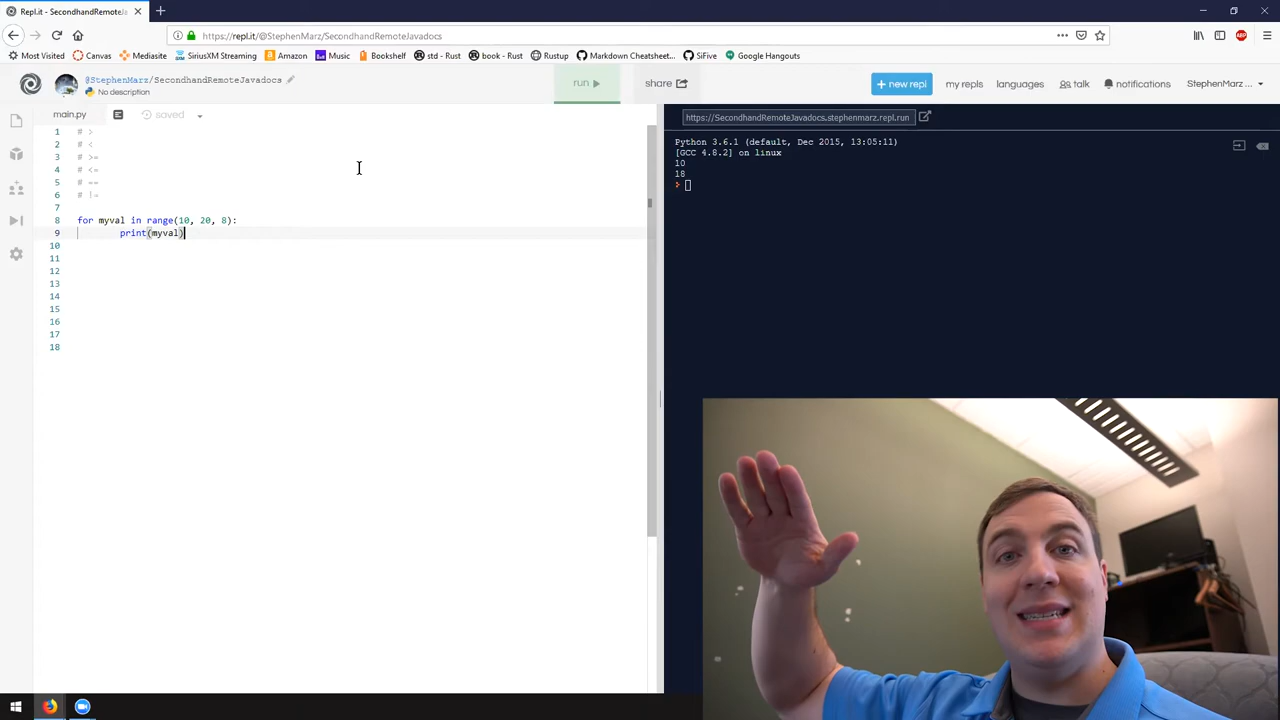 Repl.it - SecondhandRemoteJa
https://repl.it/@StephenMarz/SecondhandRemoteJavadocs
Most Visited Canvas Mediasite SiriusXM Streaming Amazon Music Bookshelf std - Rust book - Rust Rustup Markdown Cheatsheet... SiFive Google Hangouts
@StephenMarz/SecondhandRemoteJavadocs
No description
run
share
+ new repl
my repls
languages
talk
notifications
StephenMarz ...
main.py
saved
https://SecondhandRemoteJavadocs.stephenmarz.repl.run
1 # >
2 # <
3 # >=
4 # <=
5 # ==
6 # !=
7
8 for myval in range(10, 20, 8):
9 print(myval)
10
11
12
13
14
15
16
17
18
Python 3.6.1 (default, Dec 2015, 13:05:11)
[GCC 4.8.2] on linux
10
18
ABP